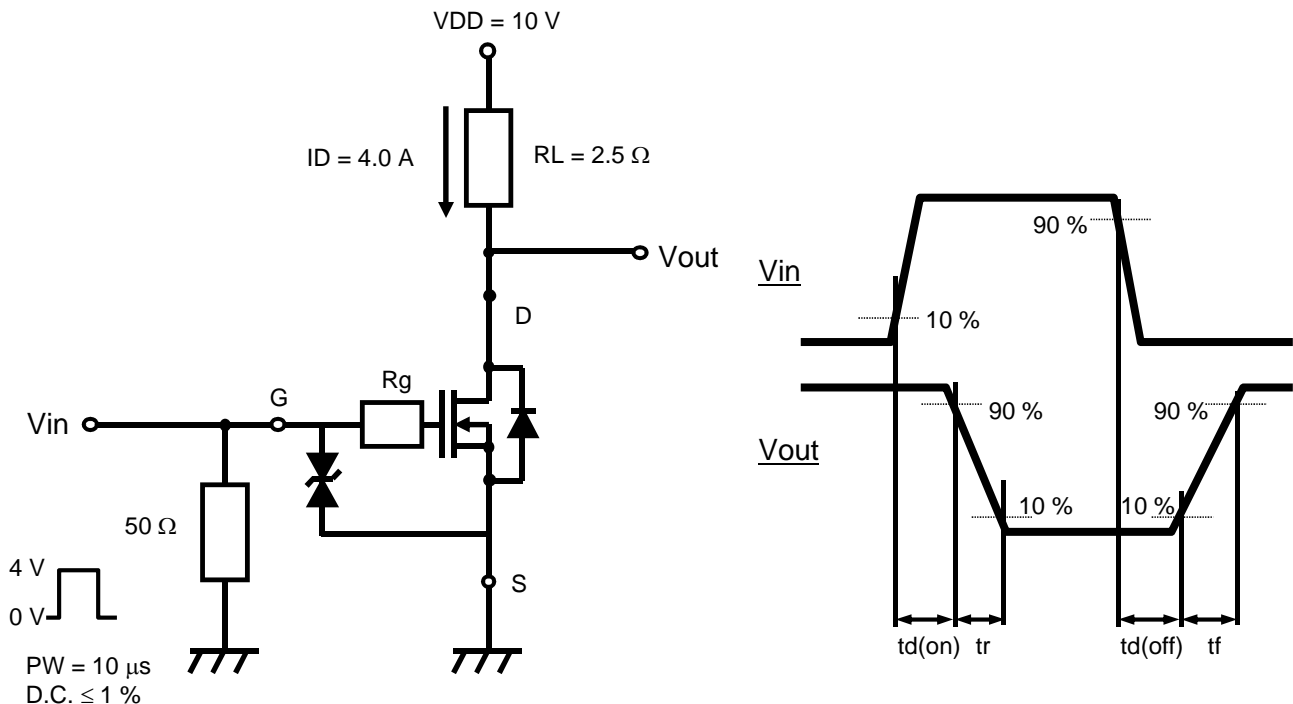 VDD = 10 V
ID = 4.0 A
RL = 2.5 Ω
Vout
D
Rg
G
Vin
50 Ω
4 V
0 V
S
PW = 10 μs
D.C. ≤ 1 %
Vin
90 %
10 %
Vout
90 %
90 %
10 %
10 %
td(on)
tr
td(off)
tf